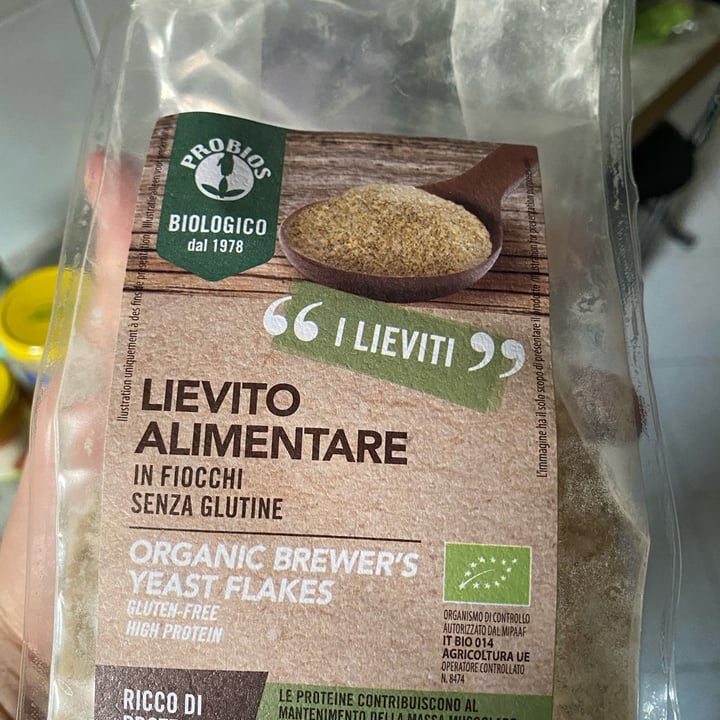 PROBIOS
BIOLOGICO
dal 1978
“ I LIEVITI ”
LIEVITO
ALIMENTARE
IN FIOCCHI
SENZA GLUTINE
ORGANIC BREWER'S
YEAST FLAKES
GLUTEN-FREE
HIGH PROTEIN
ORGANISMO DI CONTROLLO
AUTORIZZATO DAL MIPAAF
IT BIO 014
AGRICOLTURA UE
OPERATORE CONTROLLATO
N. 8474
RICCO DI
LE PROTEINE CONTRIBUISCONO AL
MANTENIMENTO DELLA MASSA
L'immagine ha il solo scopo di presentare il prodotto
Illustration uniquement à des fins de présentation